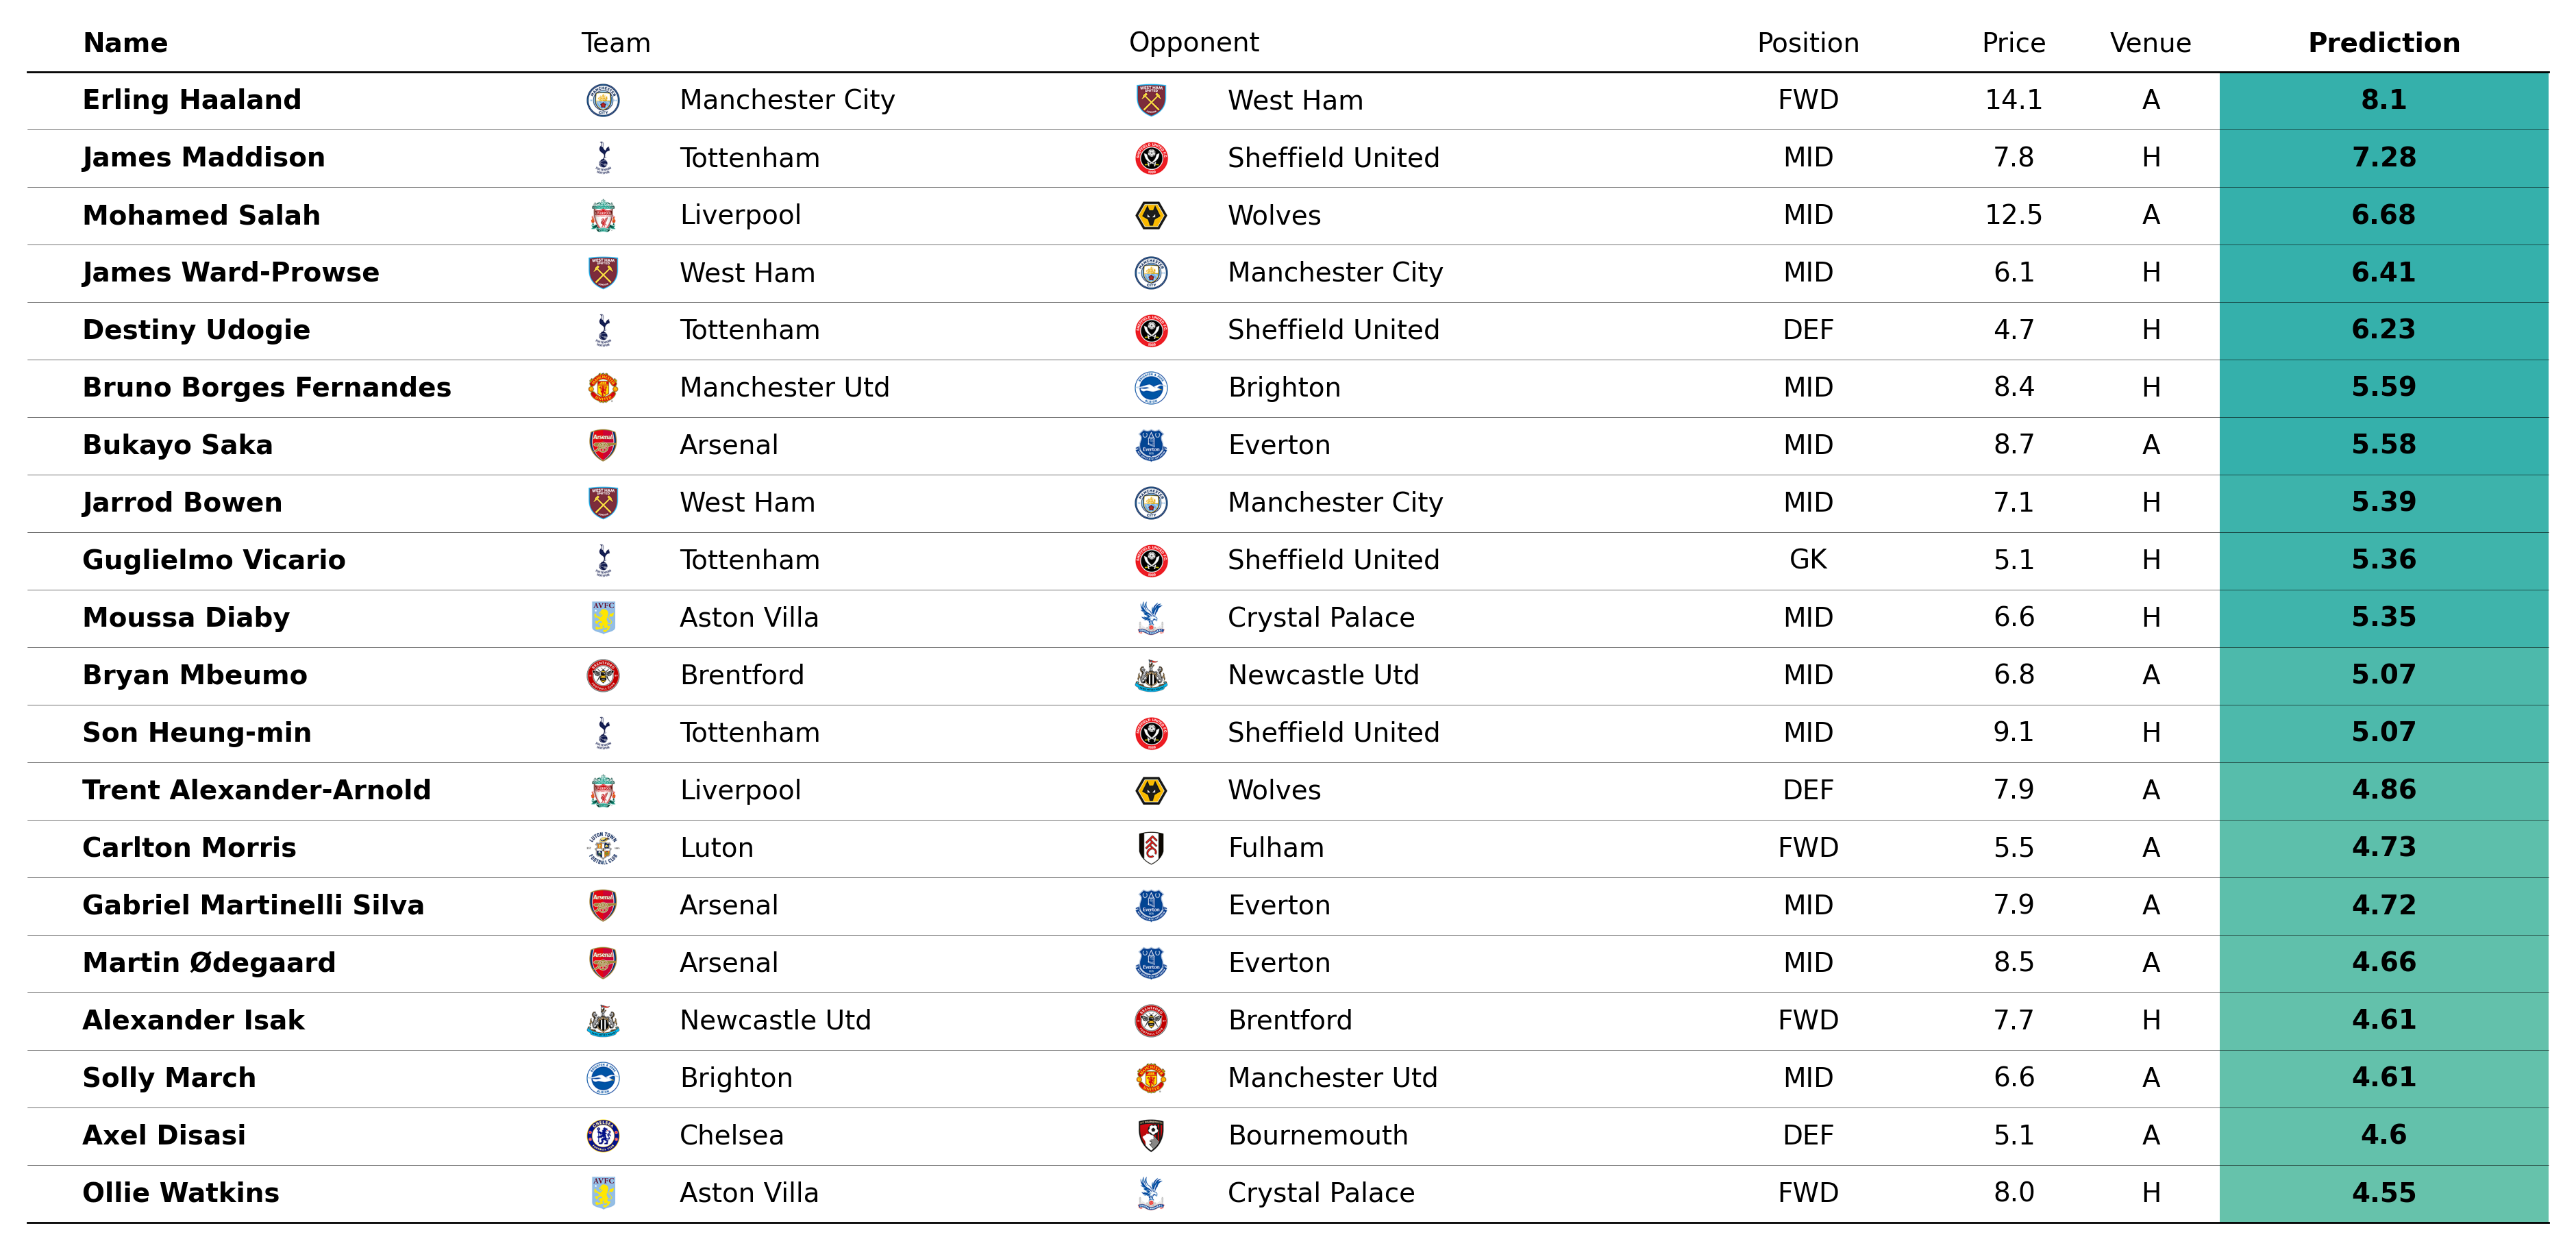 Name Team Opponent Position Price Venue Prediction
Erling Haaland Manchester City West Ham FWD 14.1 A 8.1
James Maddison Tottenham Sheffield United MID 7.8 H 7.28
Mohamed Salah Liverpool Wolves MID 12.5 A 6.68
James Ward-Prowse West Ham Manchester City MID 6.1 H 6.41
Destiny Udogie Tottenham Sheffield United DEF 4.7 H 6.23
Bruno Borges Fernandes Manchester Utd Brighton MID 8.4 H 5.59
Bukayo Saka Arsenal Everton MID 8.7 A 5.58
Jarrod Bowen West Ham Manchester City MID 7.1 H 5.39
Guglielmo Vicario Tottenham Sheffield United GK 5.1 H 5.36
Moussa Diaby Aston Villa Crystal Palace MID 6.6 H 5.35
Bryan Mbeumo Brentford Newcastle Utd MID 6.8 A 5.07
Son Heung-min Tottenham Sheffield United MID 9.1 H 5.07
Trent Alexander-Arnold Liverpool Wolves DEF 7.9 A 4.86
Carlton Morris Luton Fulham FWD 5.5 A 4.73
Gabriel Martinelli Silva Arsenal Everton MID 7.9 A 4.72
Martin Ødegaard Arsenal Everton MID 8.5 A 4.66
Alexander Isak Newcastle Utd Brentford FWD 7.7 H 4.61
Solly March Brighton Manchester Utd MID 6.6 A 4.61
Axel Disasi Chelsea Bournemouth DEF 5.1 A 4.6
Ollie Watkins Aston Villa Crystal Palace FWD 8.0 H 4.55